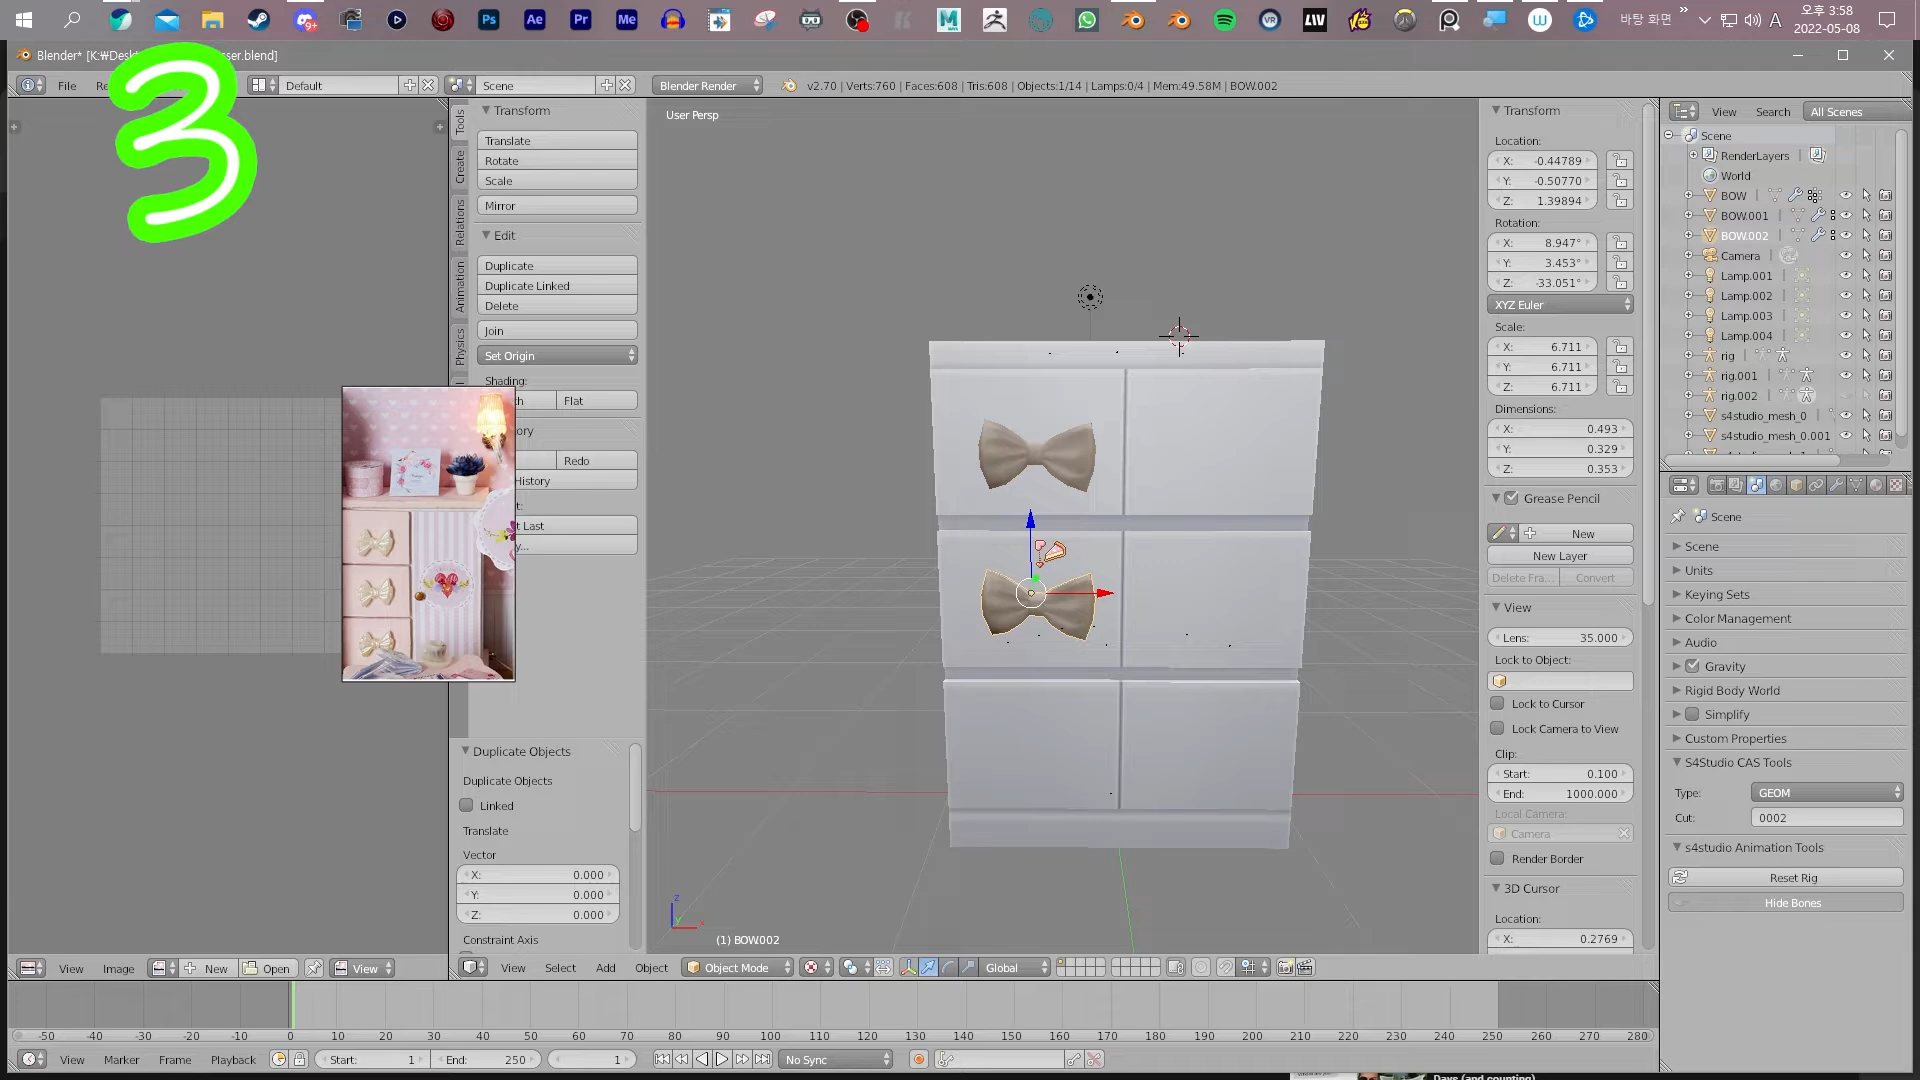 바탕 화면
A
오후 3:58
2022-05-08
Blender* [K:₩Desk
sser.blend]
3
File
Default
Scene
Blender Render
v2.70 | Verts:760 | Faces:608 | Tris:608 | Objects:1/14 | Lamps:0/4 | Mem:49.58M | BOW.002
User Persp
Tools
Create
Relations
Animation
Physics
Transform
Translate
Rotate
Scale
Mirror
Edit
Duplicate
Duplicate Linked
Delete
Join
Set Origin
Shading:
Flat
Redo
History
t Last
Duplicate Objects
Duplicate Objects
Linked
Translate
Vector
X: 0.000
Y: 0.000
Z: 0.000
Constraint Axis
(1) BOW.002
Transform
Location:
X: -0.44789
Y: -0.50770
Z: 1.39894
Rotation:
X: 8.947°
Y: 3.453°
Z: -33.051°
XYZ Euler
Scale:
X: 6.711
Y: 6.711
Z: 6.711
Dimensions:
X: 0.493
Y: 0.329
Z: 0.353
Grease Pencil
New
New Layer
Delete Fra... Convert
View
Lens: 35.000
Lock to Object:
Lock to Cursor
Lock Camera to View
Clip:
Start: 0.100
End: 1000.000
Local Camera:
Camera
Render Border
3D Cursor
Location:
X: 0.2769
View Search All Scenes
Scene
RenderLayers
World
BOW
BOW.001
BOW.002
Camera
Lamp.001
Lamp.002
Lamp.003
Lamp.004
rig
rig.001
rig.002
s4studio_mesh_0
s4studio_mesh_0.001
Scene
Scene
Units
Keying Sets
Color Management
Audio
Gravity
Rigid Body World
Simplify
Custom Properties
S4Studio CAS Tools
Type: GEOM
Cut: 0002
s4studio Animation Tools
Reset Rig
Hide Bones
View Image New Open View
View Select Add Object Object Mode Global
-50 -40 -30 -20 -10 0 10 20 30 40 50 60 70 80 90 100 110 120 130 140 150 160 170 180 190 200 210 220 230 240 250 260 270 280
View Marker Frame Playback Start: 1 End: 250 1 No Sync
Days (and counting)